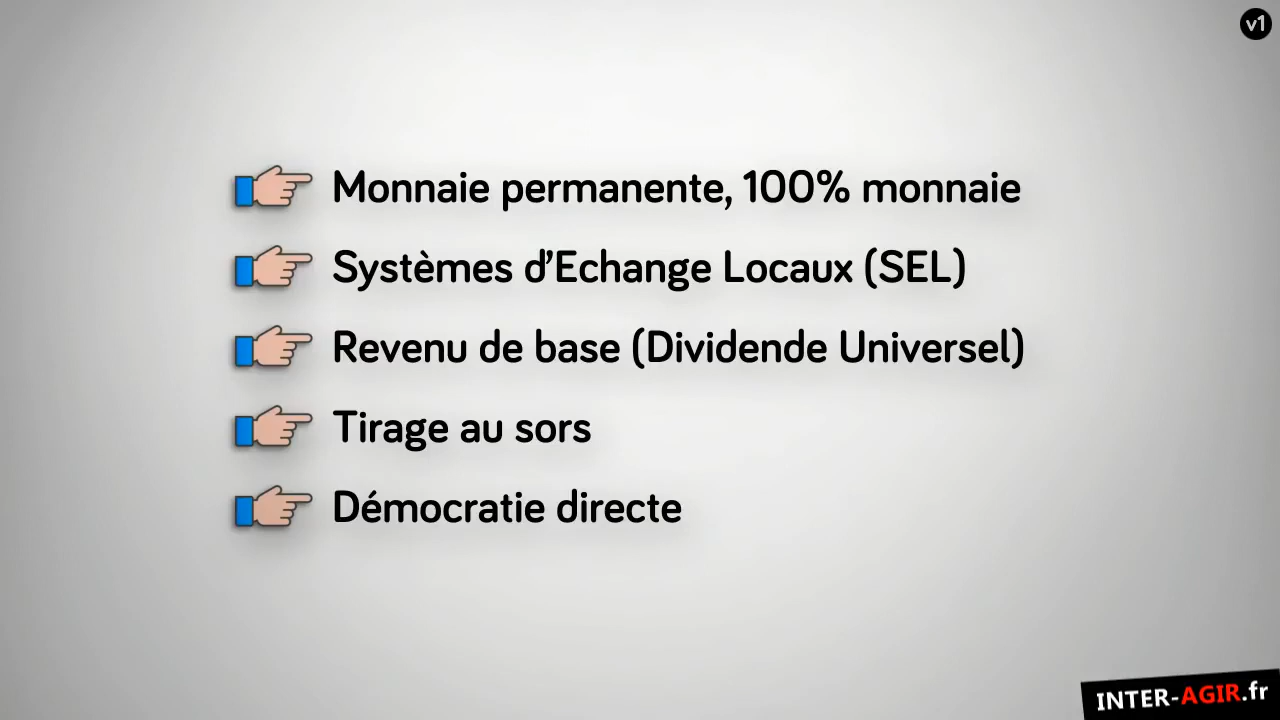 v1
Monnaie permanente, 100% monnaie
Systèmes d’Echange Locaux (SEL)
Revenu de base (Dividende Universel)
Tirage au sors
Démocratie directe
INTER-AGIR.fr